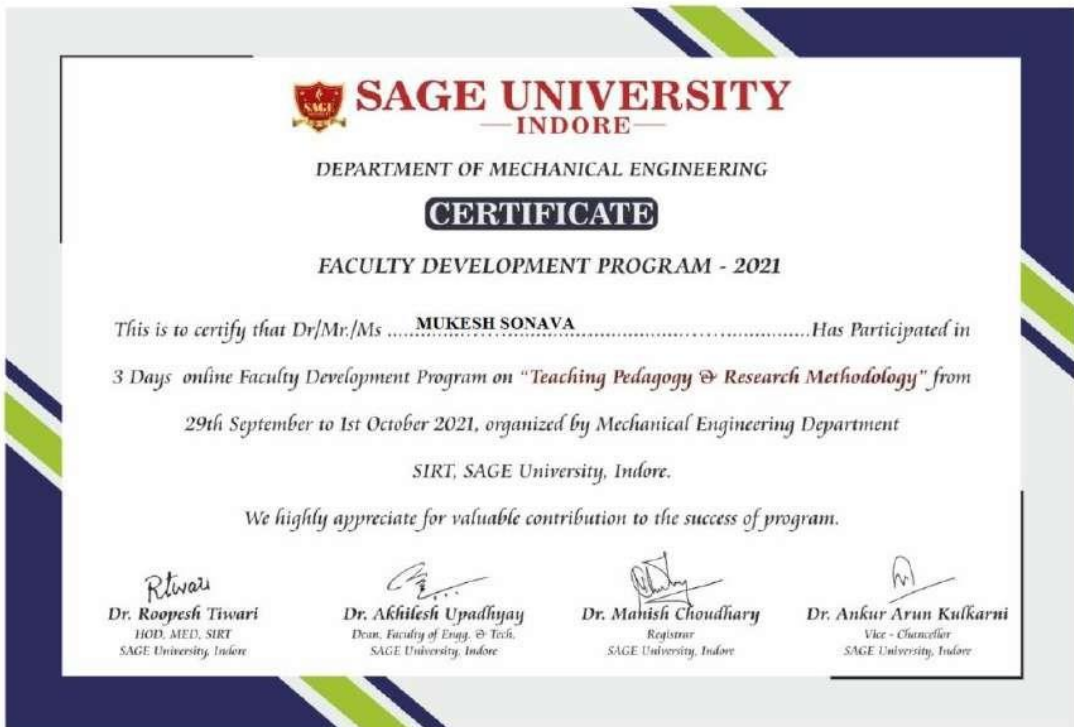 SAGE
SAGE UNIVERSITY
INDORE
DEPARTMENT OF MECHANICAL ENGINEERING
CERTIFICATE
FACULTY DEVELOPMENT PROGRAM - 2021
This is to certify that Dr/Mr./Ms ....MUKESH SONAVA.................................Has Participated in
3 Days online Faculty Development Program on “Teaching Pedagogy & Research Methodology” from
29th September to 1st October 2021, organized by Mechanical Engineering Department
SIRT, SAGE University, Indore.
We highly appreciate for valuable contribution to the success of program.
Rtwari
Dr. Roopesh Tiwari
HOD, MED, SIRT
SAGE University, Indore
Dr. Akhilesh Upadhyay
Dean, Faculty of Engg. & Tech.
SAGE University, Indore
Dr. Manish Choudhary
Registrar
SAGE University, Indore
Dr. Ankur Arun Kulkarni
Vice - Chancellor
SAGE University, Indore